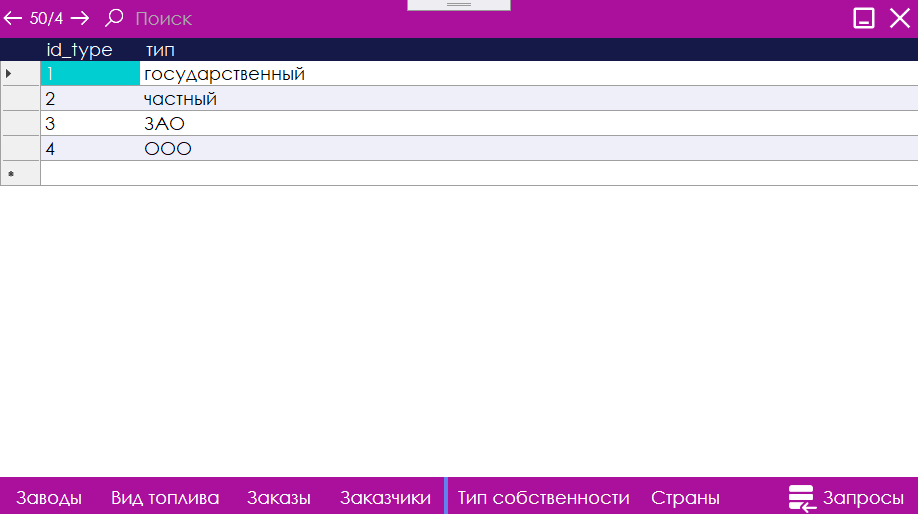 50/4 Поиск
id_type тип
1 государственный
2 частный
3 ЗАО
4 ООО
Заводы Вид топлива Заказы Заказчики Тип собственности Страны Запросы